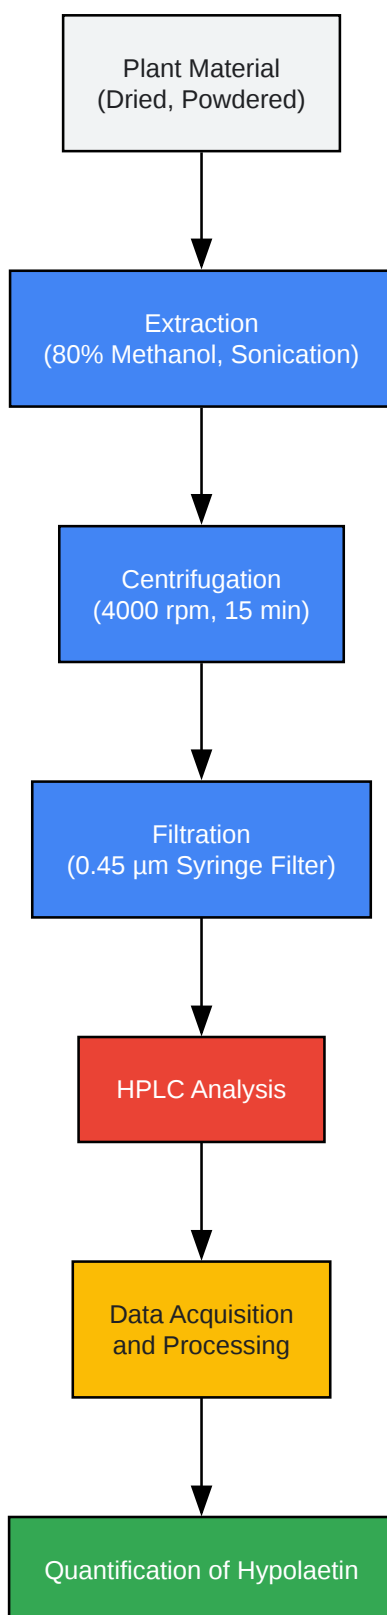 Plant Material
(Dried, Powdered)
Extraction
(80% Methanol, Sonication)
Centrifugation
(4000 rpm, 15 min)
Filtration
(0.45 µm Syringe Filter)
HPLC Analysis
Data Acquisition
and Processing
Quantification of Hypolaetin